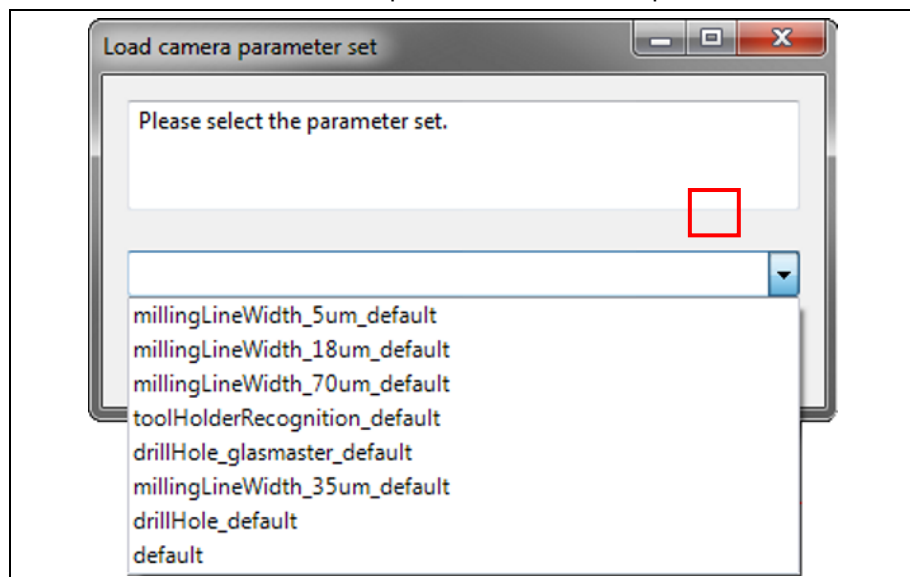 Load camera parameter set
Please select the parameter set.
millingLineWidth_5um_default
millingLineWidth_18um_default
millingLineWidth_70um_default
toolHolderRecognition_default
drillHole_glasmaster_default
millingLineWidth_35um_default
drillHole_default
default